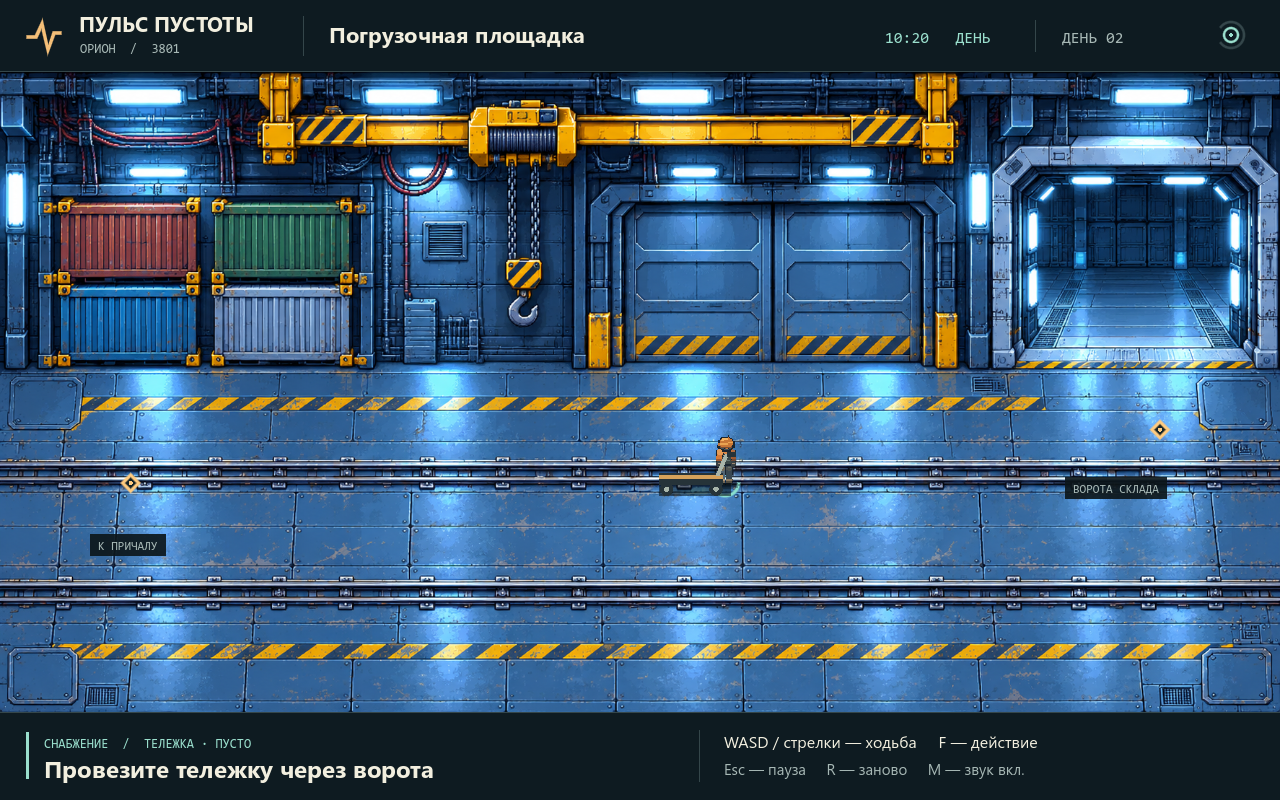 ПУЛЬС ПУСТОТЫ
ОРИОН / 3801
Погрузочная площадка
10:20 ДЕНЬ
ДЕНЬ 02
ВОРОТА СКЛАДА
К ПРИЧАЛУ
СНАБЖЕНИЕ / ТЕЛЕЖКА · ПУСТО
Провезите тележку через ворота
WASD / стрелки — ходьба F — действие
Esc — пауза R — заново M — звук вкл.